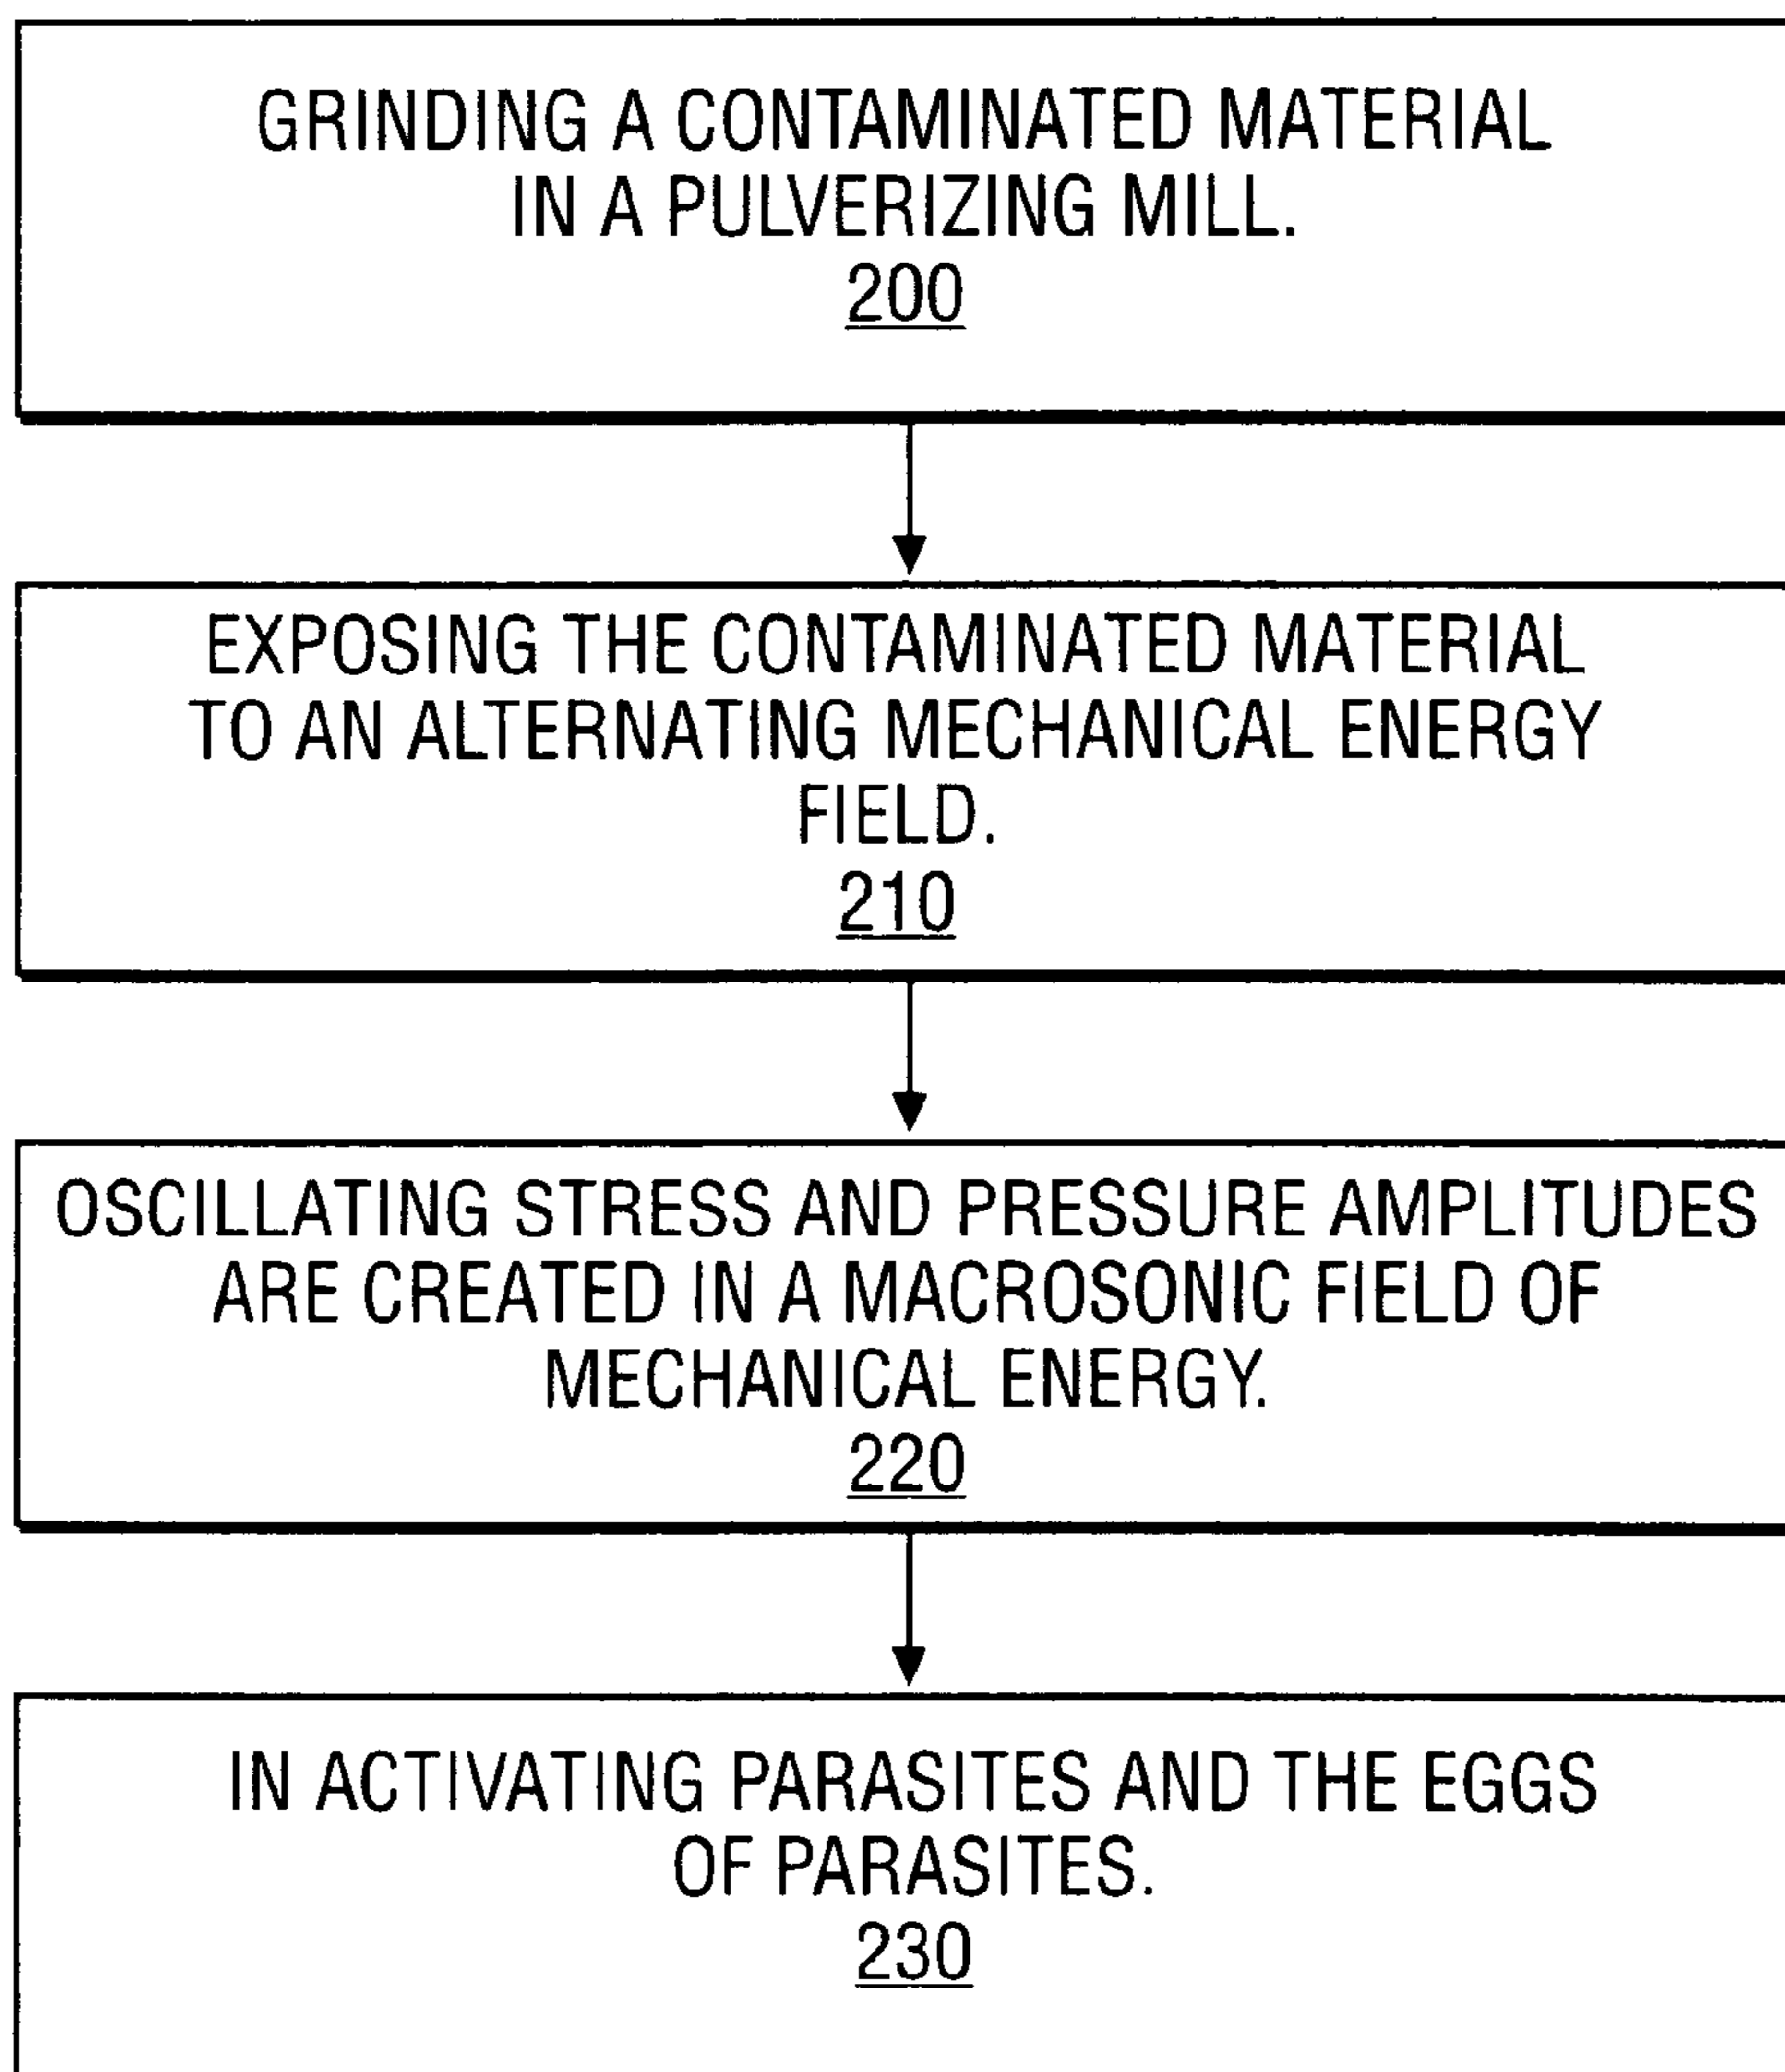 GRINDING A CONTAMINATED MATERIAL
IN A PULVERIZING MILL.
200
EXPOSING THE CONTAMINATED MATERIAL
TO AN ALTERNATING MECHANICAL ENERGY
FIELD.
210
OSCILLATING STRESS AND PRESSURE AMPLITUDES
ARE CREATED IN A MACROSONIC FIELD OF
MECHANICAL ENERGY.
220
IN ACTIVATING PARASITES AND THE EGGS
OF PARASITES.
230